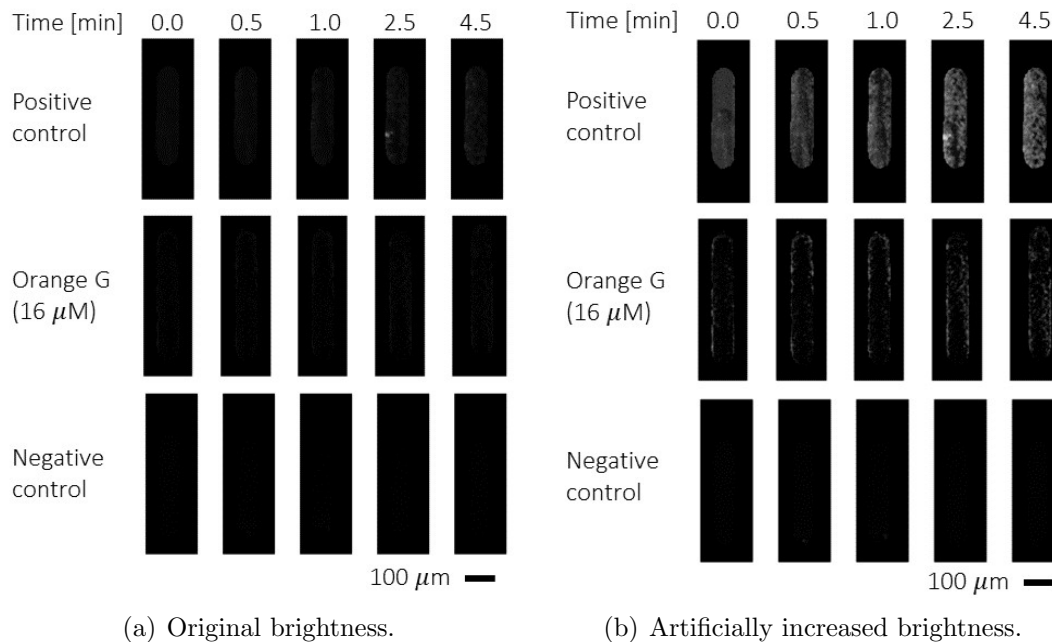 Time [min] 0.0 0.5 1.0 2.5 4.5
Positive
control
Orange G
(16 μM)
Negative
control
100 μm
(a) Original brightness.
Time [min] 0.0 0.5 1.0 2.5 4.5
Positive
control
Orange G
(16 μM)
Negative
control
100 μm
(b) Artificially increased brightness.